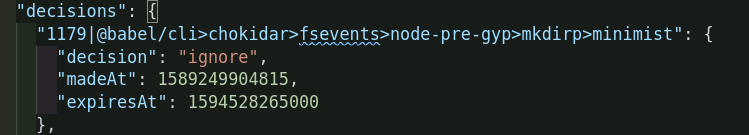 "decisions": {
"1179|@babel/cli>chokidar>fsevents>node-pre-gyp>mkdirp>minimist": {
"decision": "ignore",
"madeAt": 1589249904815,
"expiresAt": 1594528265000
},